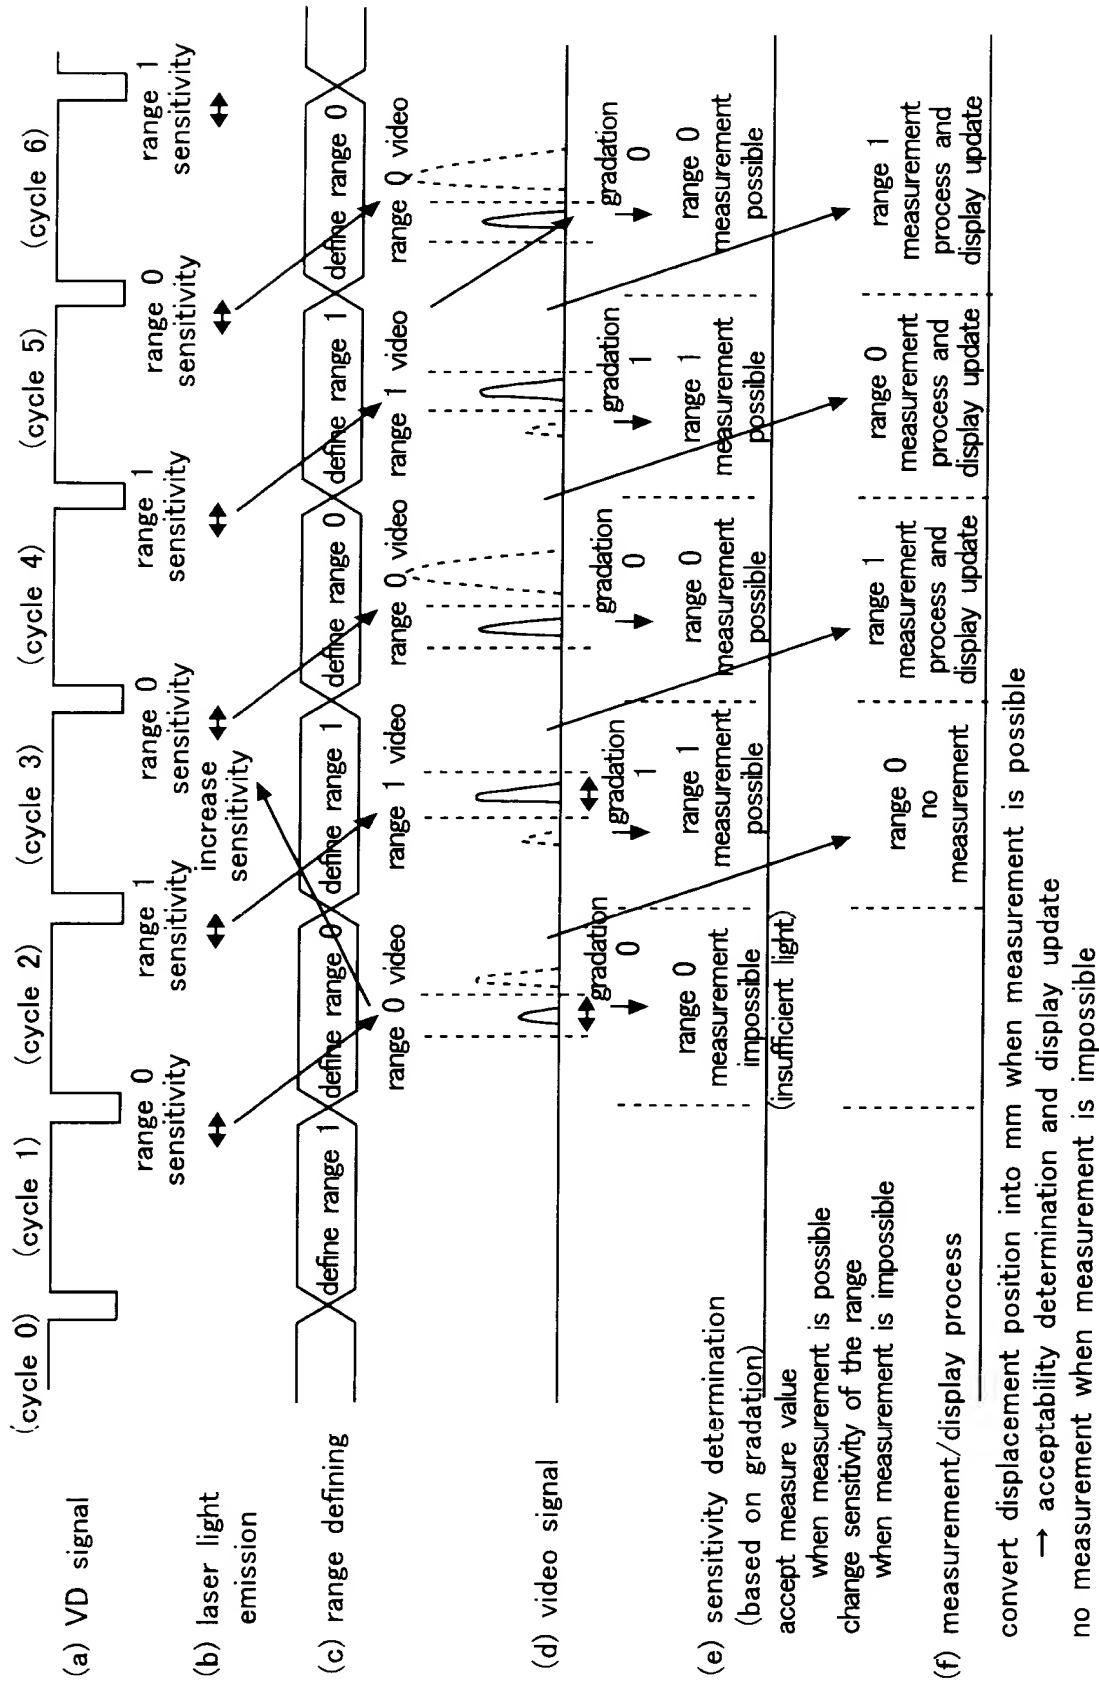 (cycle 0)
(cycle 1)
(cycle 2)
(cycle 3)
(cycle 4)
(cycle 5)
(cycle 6)
(a) VD signal
(b) laser light
emission
range 0
sensitivity
range 1
sensitivity
increase
sensitivity
range 0
sensitivity
range 1
sensitivity
range 0
sensitivity
range 1
sensitivity
(c) range defining
define range 1
define range 0
define range 1
define range 0
define range 1
define range 0
(d) video signal
range 0 video
range 1 video
range 0 video
range 1 video
range 0 video
gradation
0
gradation
1
gradation
0
gradation
1
gradation
0
(e) sensitivity determination
(based on gradation)
accept measure value
when measurement is possible
change sensitivity of the range
when measurement is impossible
range 0
measurement
impossible
(insufficient light)
range 1
measurement
possible
range 0
measurement
possible
range 1
measurement
possible
range 0
measurement
possible
(f) measurement/display process
range 0
no
measurement
range 1
measurement
process and
display update
range 0
measurement
process and
display update
range 1
measurement
process and
display update
convert displacement position into mm when measurement is possible
→ acceptability determination and display update
no measurement when measurement is impossible